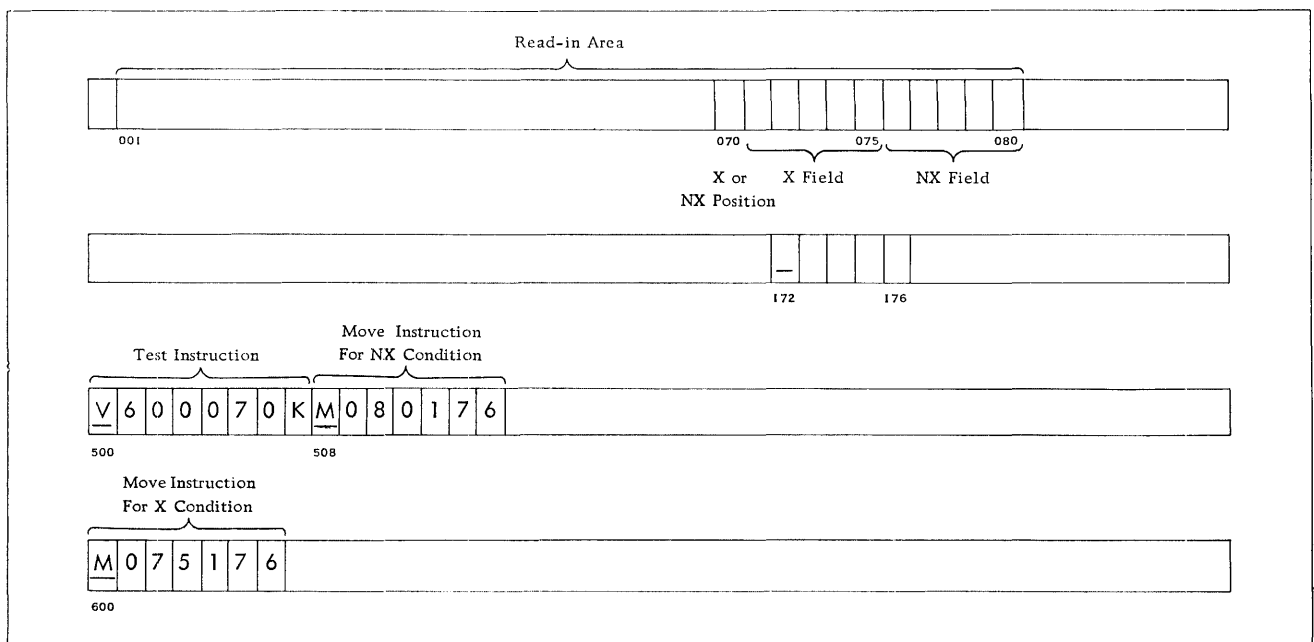 Read-in Area
001 070 075 080
X or X Field NX Field
NX Position
–
172 176
Move Instruction
Test Instruction For NX Condition
V 6 0 0 0 7 0 K M 0 8 0 1 7 6
500 508
Move Instruction
For X Condition
M 0 7 5 1 7 6
600